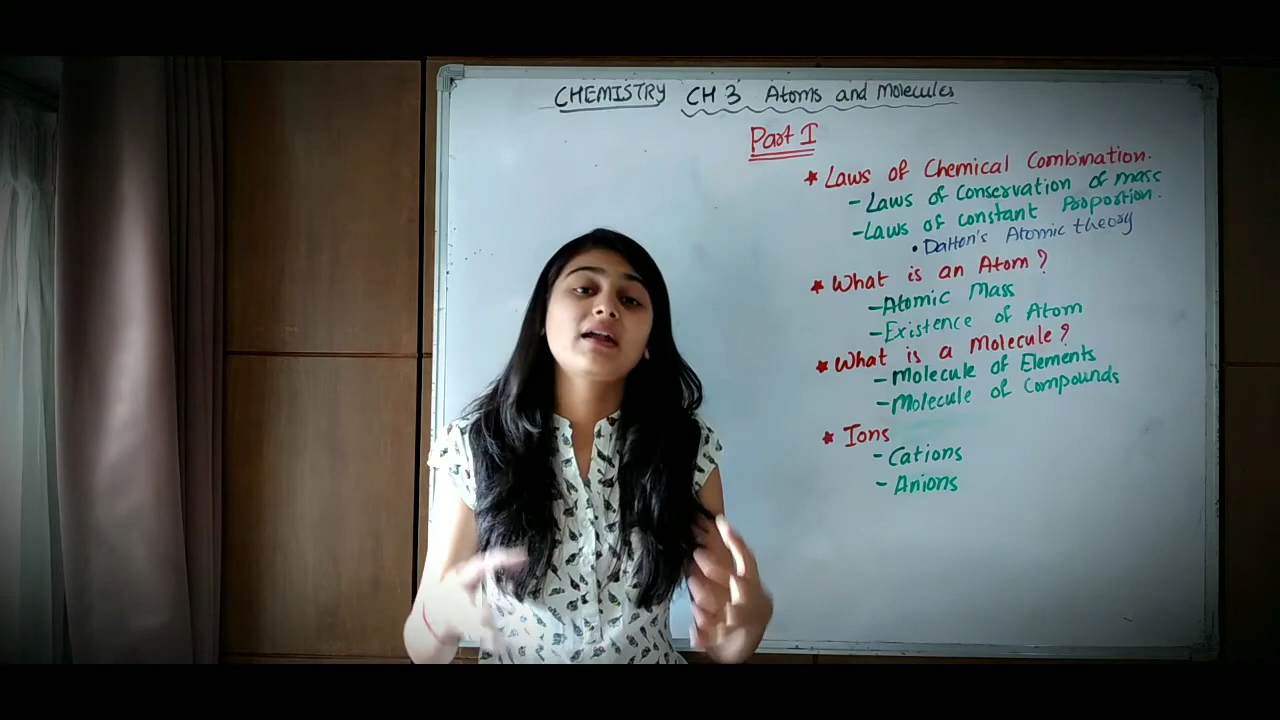 CHEMISTRY CH 3 Atoms and Molecules
Part I
* Laws of Chemical Combination.
- Laws of Conservation of mass
- Laws of constant Proportion.
• Dalton's Atomic theory
* What is an Atom?
- Atomic Mass
- Existence of Atom
* What is a Molecule?
- Molecule of Elements
- Molecule of Compounds
* Ions
- Cations
- Anions